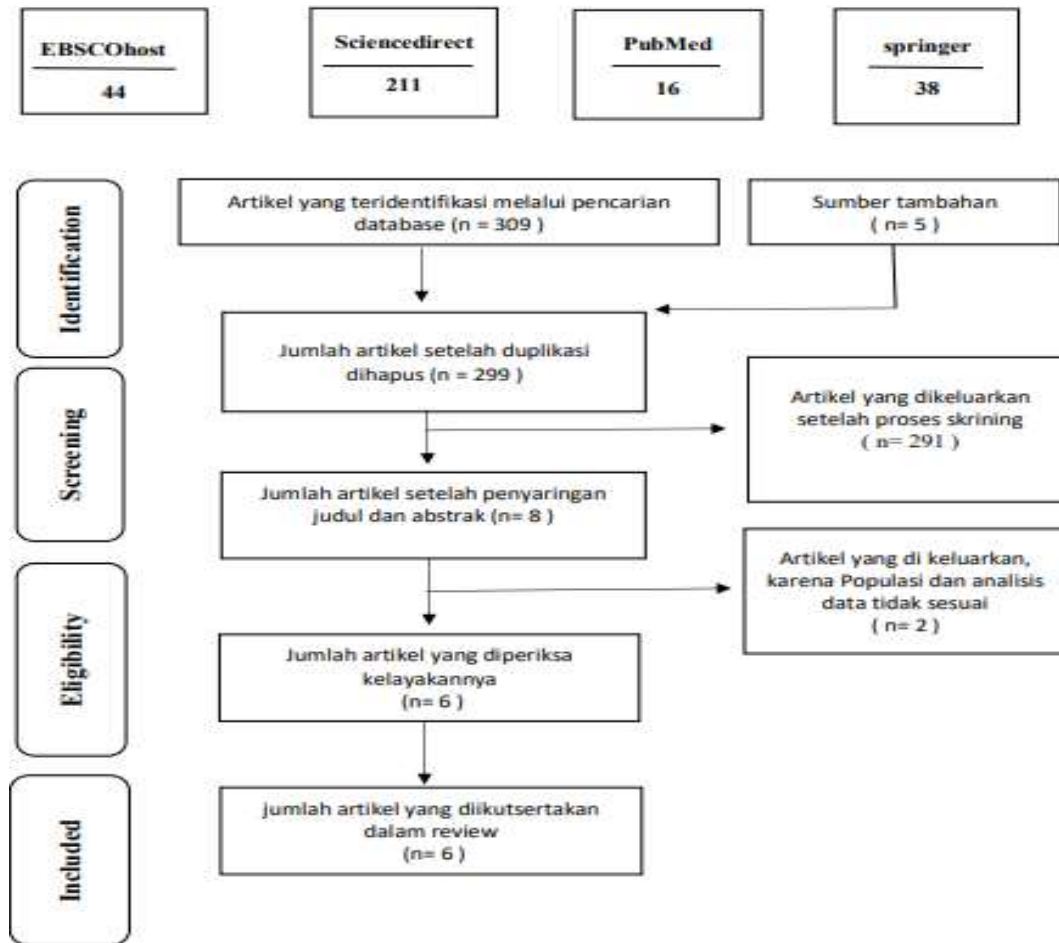 EBSCOhost
44
Sciencedirect
211
PubMed
16
springer
38
Identification
Artikel yang teridentifikasi melalui pencarian
database (n = 309 )
Sumber tambahan
( n= 5 )
Jumlah artikel setelah duplikasi
dihapus (n = 299 )
Screening
Artikel yang dikeluarkan
setelah proses skrining
( n= 291 )
Jumlah artikel setelah penyaringan
judul dan abstrak (n= 8 )
Eligibility
Artikel yang di keluarkan,
karena Populasi dan analisis
data tidak sesuai
( n= 2 )
Jumlah artikel yang diperiksa
kelayakannya
(n= 6 )
Included
jumlah artikel yang diikutsertakan
dalam review
(n= 6 )